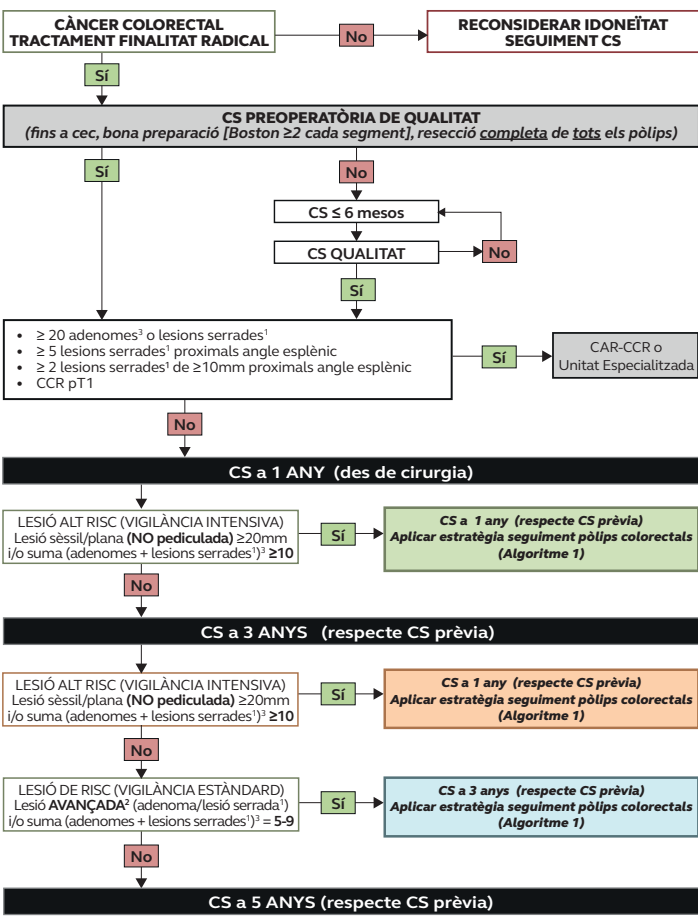 CÀNCER COLORECTAL
TRACTAMENT FINALITAT RADICAL
No
RECONSIDERAR IDONEÏTAT
SEGUIMENT CS
Sí
CS PREOPERATÒRIA DE QUALITAT
(fins a cec, bona preparació [Boston ≥2 cada segment], resecció completa de tots els pòlips)
Sí
No
CS ≤ 6 mesos
CS QUALITAT
No
Sí
• ≥ 20 adenomes³ o lesions serrades¹
• ≥ 5 lesions serrades¹ proximals angle esplènic
• ≥ 2 lesions serrades¹ de ≥10mm proximals angle esplènic
• CCR pT1
Sí
CAR-CCR o
Unitat Especialitzada
No
CS a 1 ANY (des de cirurgia)
LESIÓ ALT RISC (VIGILÀNCIA INTENSIVA)
Lesió sèssil/plana (NO pediculada) ≥20mm
i/o suma (adenomes + lesions serrades¹)³ ≥10
Sí
CS a 1 any (respecte CS prèvia)
Aplicar estratègia seguiment pòlips colorectals
(Algoritme 1)
No
CS a 3 ANYS (respecte CS prèvia)
LESIÓ ALT RISC (VIGILÀNCIA INTENSIVA)
Lesió sèssil/plana (NO pediculada) ≥20mm
i/o suma (adenomes + lesions serrades¹)³ ≥10
Sí
CS a 1 any (respecte CS prèvia)
Aplicar estratègia seguiment pòlips colorectals
(Algoritme 1)
No
LESIÓ DE RISC (VIGILÀNCIA ESTÀNDARD)
Lesió AVANÇADA² (adenoma/lesió serrada¹)
i/o suma (adenomes + lesions serrades¹)³ = 5-9
Sí
CS a 3 anys (respecte CS prèvia)
Aplicar estratègia seguiment pòlips colorectals
(Algoritme 1)
No
CS a 5 ANYS (respecte CS prèvia)